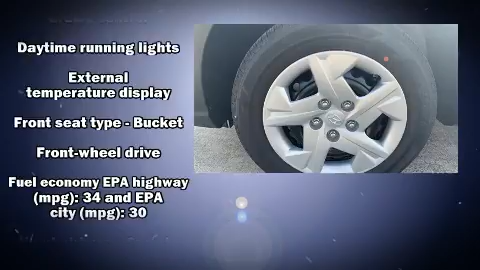 Daytime running lights
External
temperature display
Front seat type - Bucket
Front-wheel drive
Fuel economy EPA highway
(mpg): 34 and EPA
city (mpg): 30